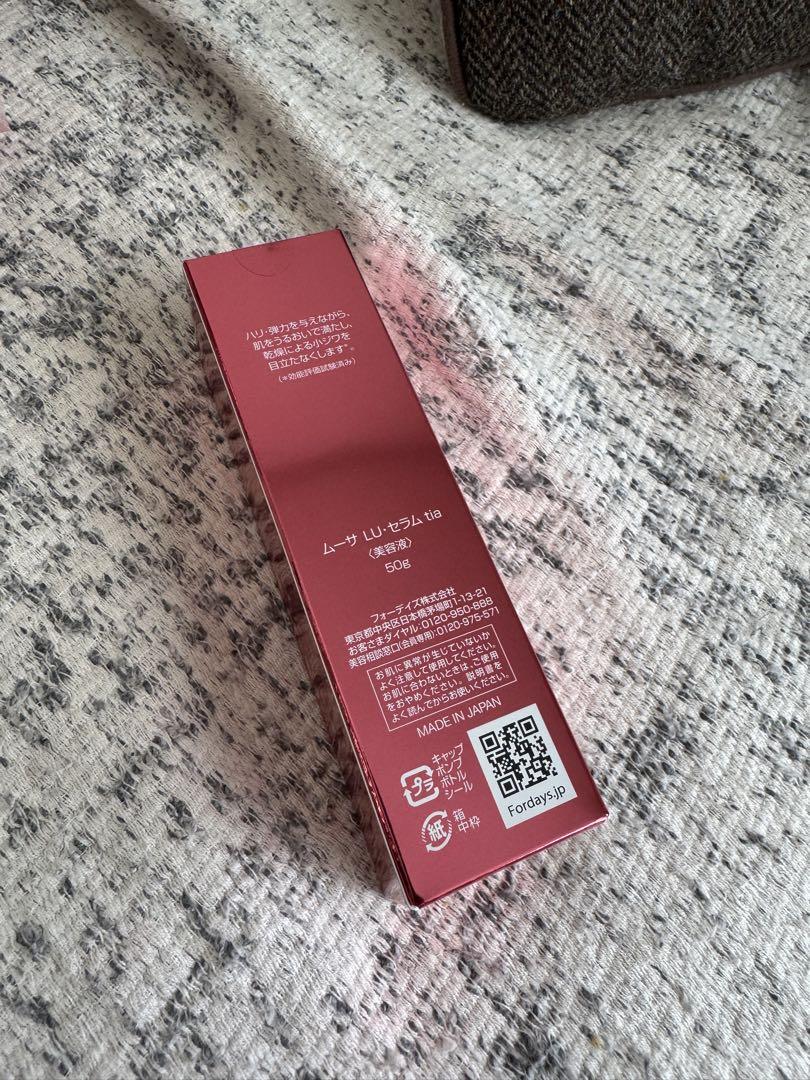 ハリ・弾力を与えながら、
肌をうるおいで満たし、
乾燥による小ジワを
目立たなくします*。
(*効能評価試験済み)
ムーサ LU・セラム tia
〈美容液〉
50g
フォーデイズ株式会社
東京都中央区日本橋茅場町1-13-21
お客さまダイヤル:0120-950-888
美容相談窓口(会員専用):0120-975-571
お肌に異常が生じていないか
よく注意して使用してください。
お肌に合わないときは、ご使用
をおやめください。説明書を
よく読んでからお使いください。
MADE IN JAPAN
プラ
キャップ
ポンプ
ボトル
シール
紙
箱
中枠
Fordays.jp